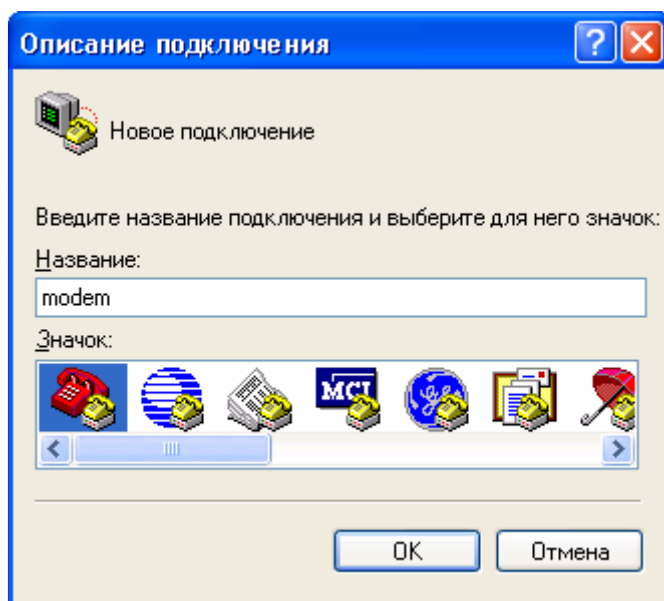 Описание подключения
Новое подключение
Введите название подключения и выберите для него значок:
Название:
modem
Значок:
MCI
OK
Отмена